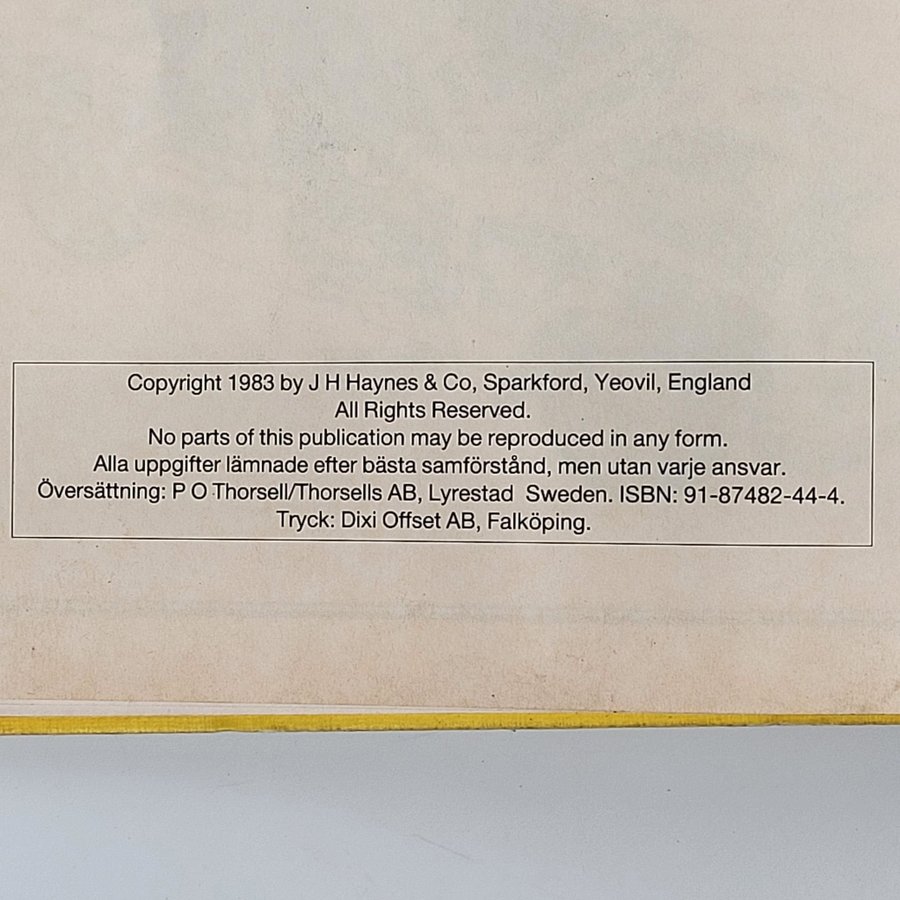 Copyright 1983 by J H Haynes & Co, Sparkford, Yeovil, England
All Rights Reserved.
No parts of this publication may be reproduced in any form.
Alla uppgifter lämnade efter bästa samförstånd, men utan varje ansvar.
Översättning: P O Thorsell/Thorsells AB, Lyrestad Sweden. ISBN: 91-87482-44-4.
Tryck: Dixi Offset AB, Falköping.